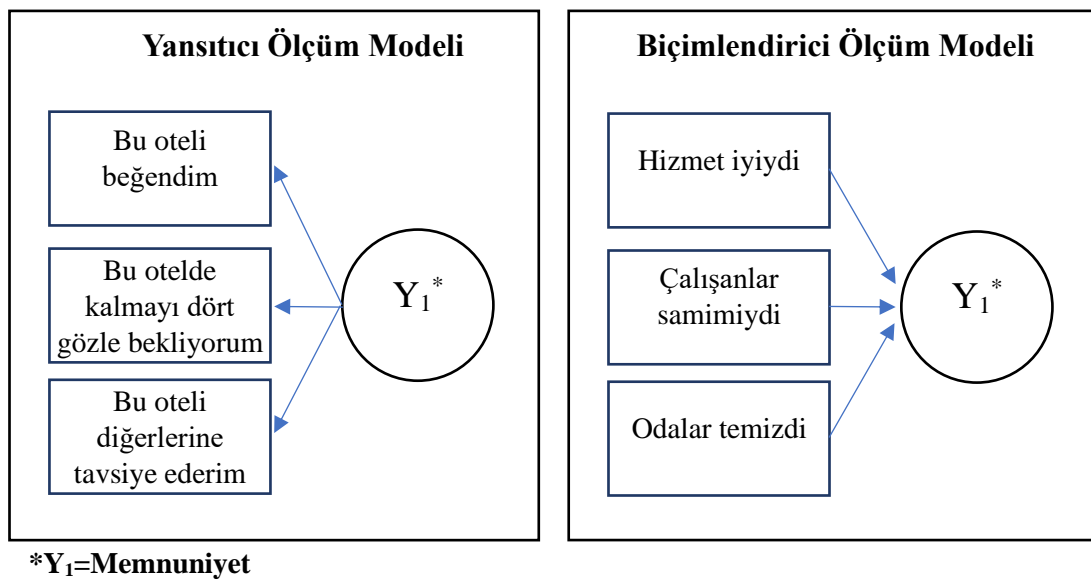 Yansıtıcı Ölçüm Modeli
Bu oteli
beğendim
Bu otelde
kalmayı dört
gözle bekliyorum
Bu oteli
diğerlerine
tavsiye ederim
Y₁*
Biçimlendirici Ölçüm Modeli
Hizmet iyiydi
Çalışanlar
samimiydi
Odalar temizdi
Y₁*
*Y₁=Memnuniyet